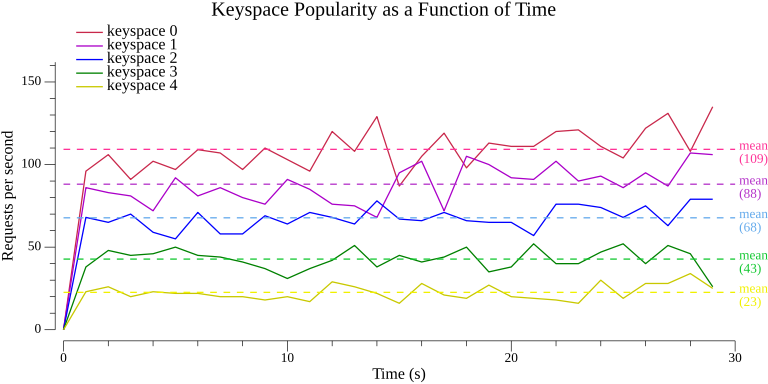 Keyspace Popularity as a Function of Time
keyspace 0
keyspace 1
keyspace 2
keyspace 3
keyspace 4
Requests per second
150
100
50
0
mean
(109)
mean
(88)
mean
(68)
mean
(43)
mean
(23)
0 10 20 30
Time (s)